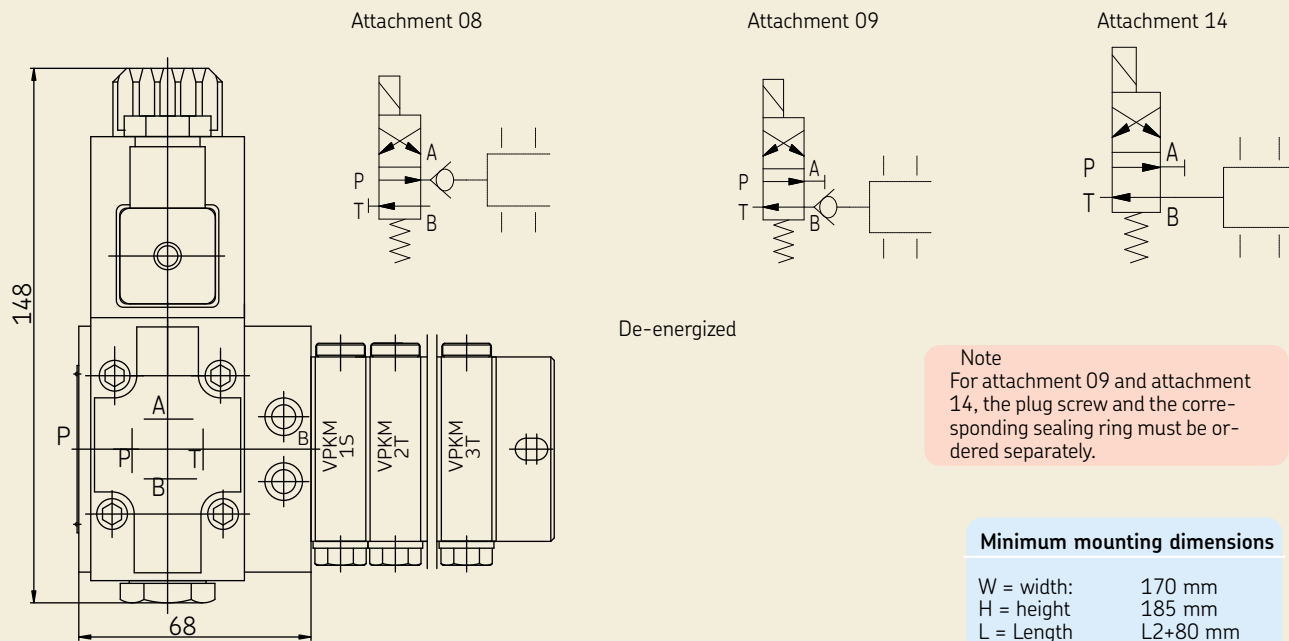 Attachment 08
Attachment 09
Attachment 14
A
P
T
B
A
P
T
B
A
P
T
B
148
De-energized
Note
For attachment 09 and attachment
14, the plug screw and the corre-
sponding sealing ring must be or-
dered separately.
P
A
P
T
B
B
VPKM
1S
VPKM
2T
VPKM
3T
68
Minimum mounting dimensions
W = width: 170 mm
H = height 185 mm
L = Length L2+80 mm